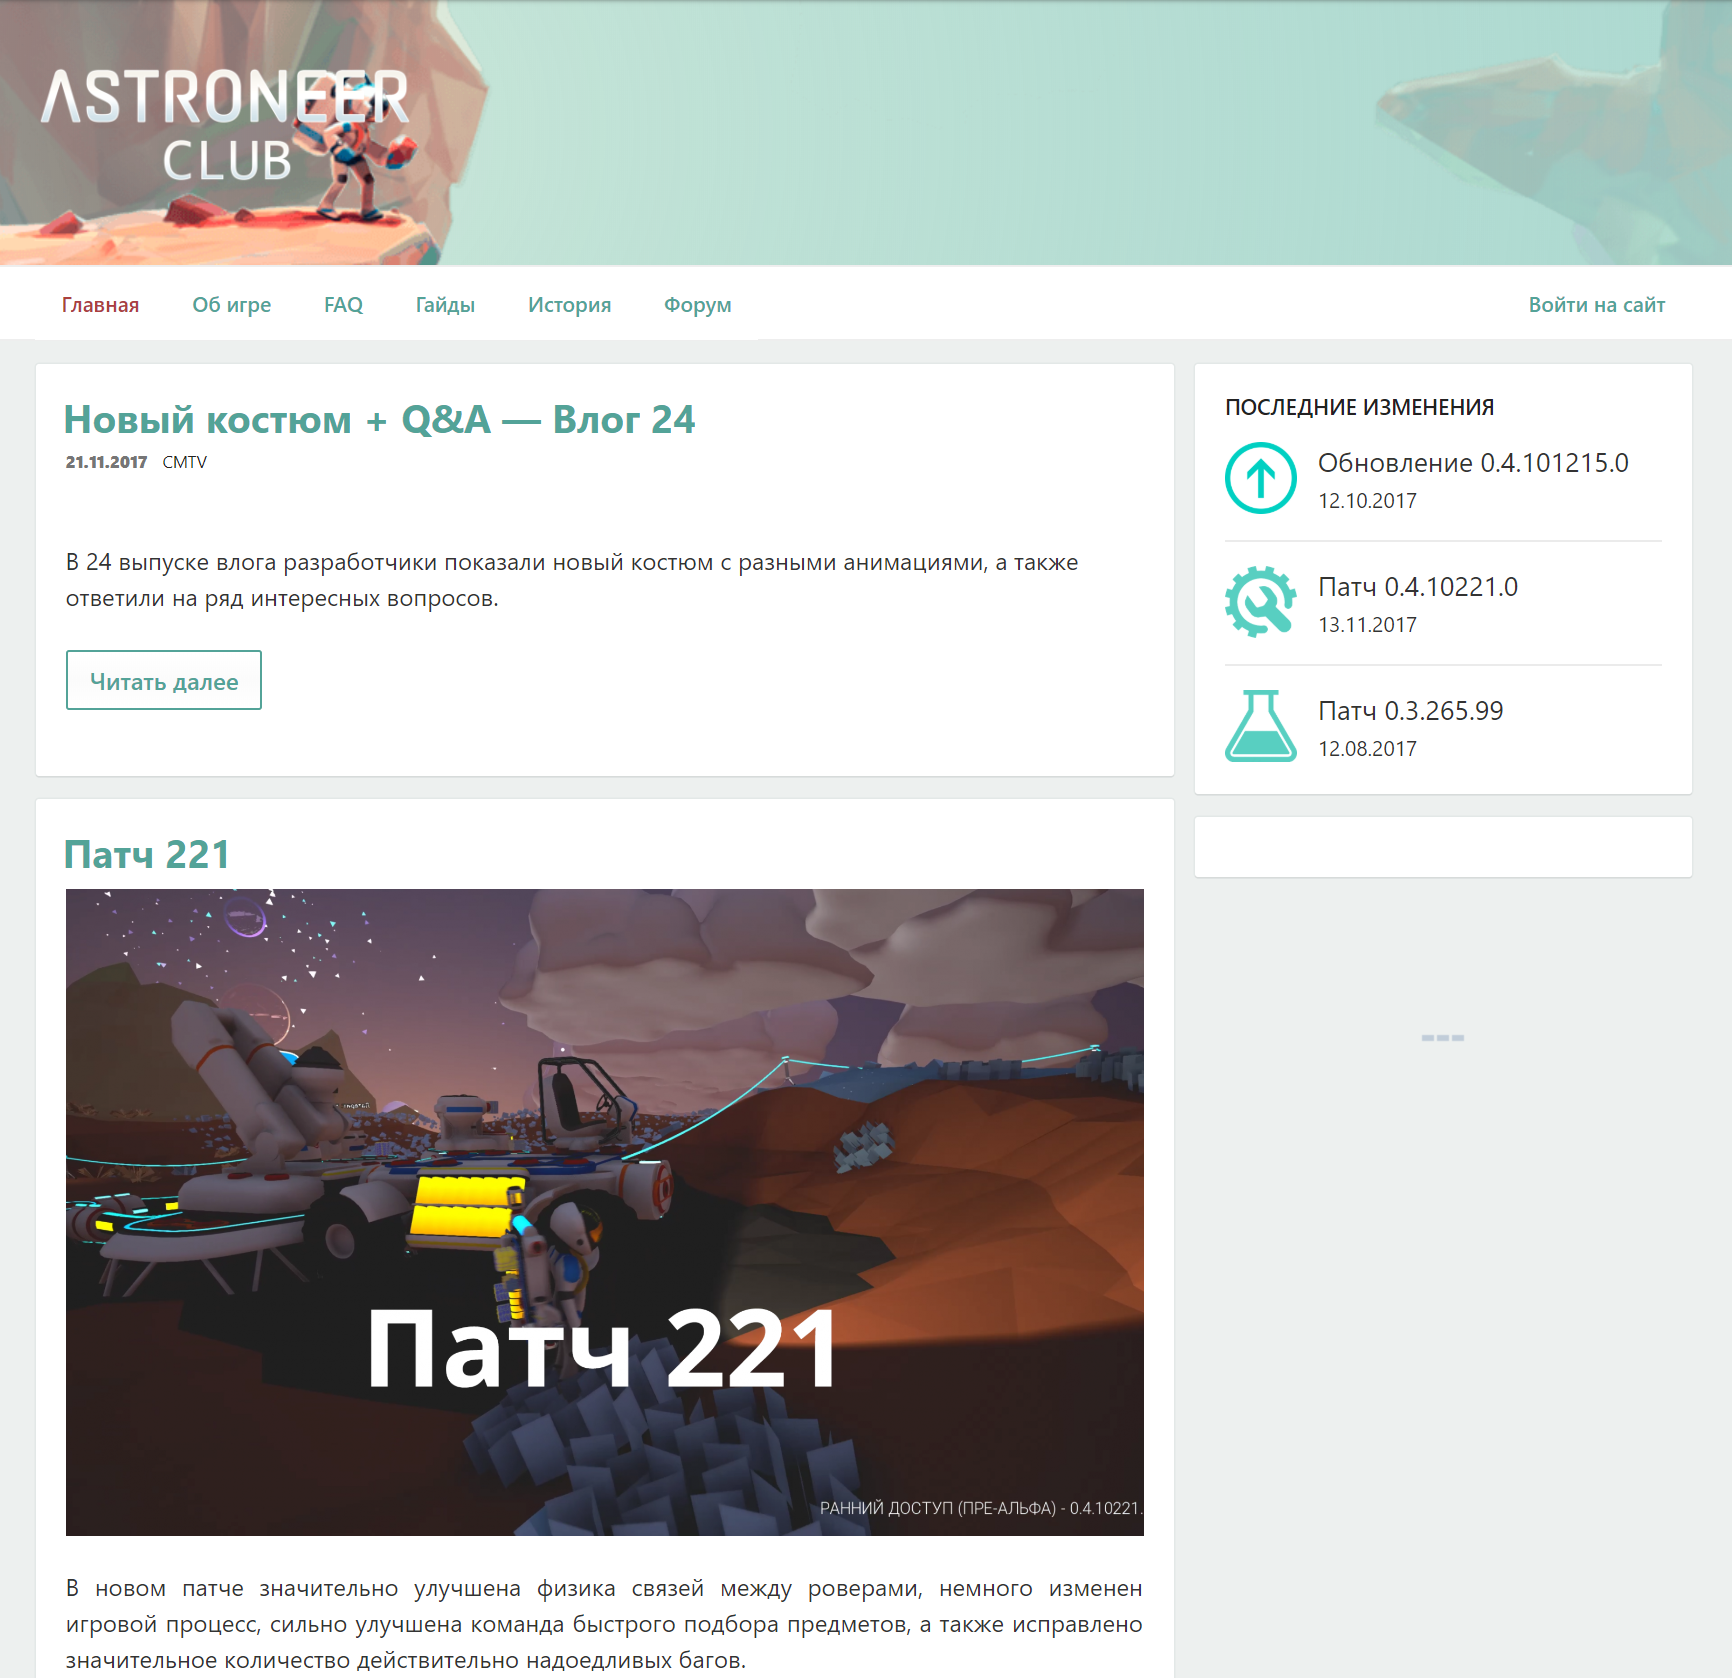 ASTRONEER
CLUB
Главная Об игре FAQ Гайды История Форум Войти на сайт
Новый костюм + Q&A — Влог 24
21.11.2017 CMTV
В 24 выпуске влога разработчики показали новый костюм с разными анимациями, а также
ответили на ряд интересных вопросов.
Читать далее
ПОСЛЕДНИЕ ИЗМЕНЕНИЯ
Обновление 0.4.101215.0
12.10.2017
Патч 0.4.10221.0
13.11.2017
Патч 0.3.265.99
12.08.2017
Патч 221
Патч 221
РАННИЙ ДОСТУП (ПРЕ-АЛЬФА) - 0.4.10221.
В новом патче значительно улучшена физика связей между роверами, немного изменен
игровой процесс, сильно улучшена команда быстрого подбора предметов, а также исправлено
значительное количество действительно надоедливых багов.